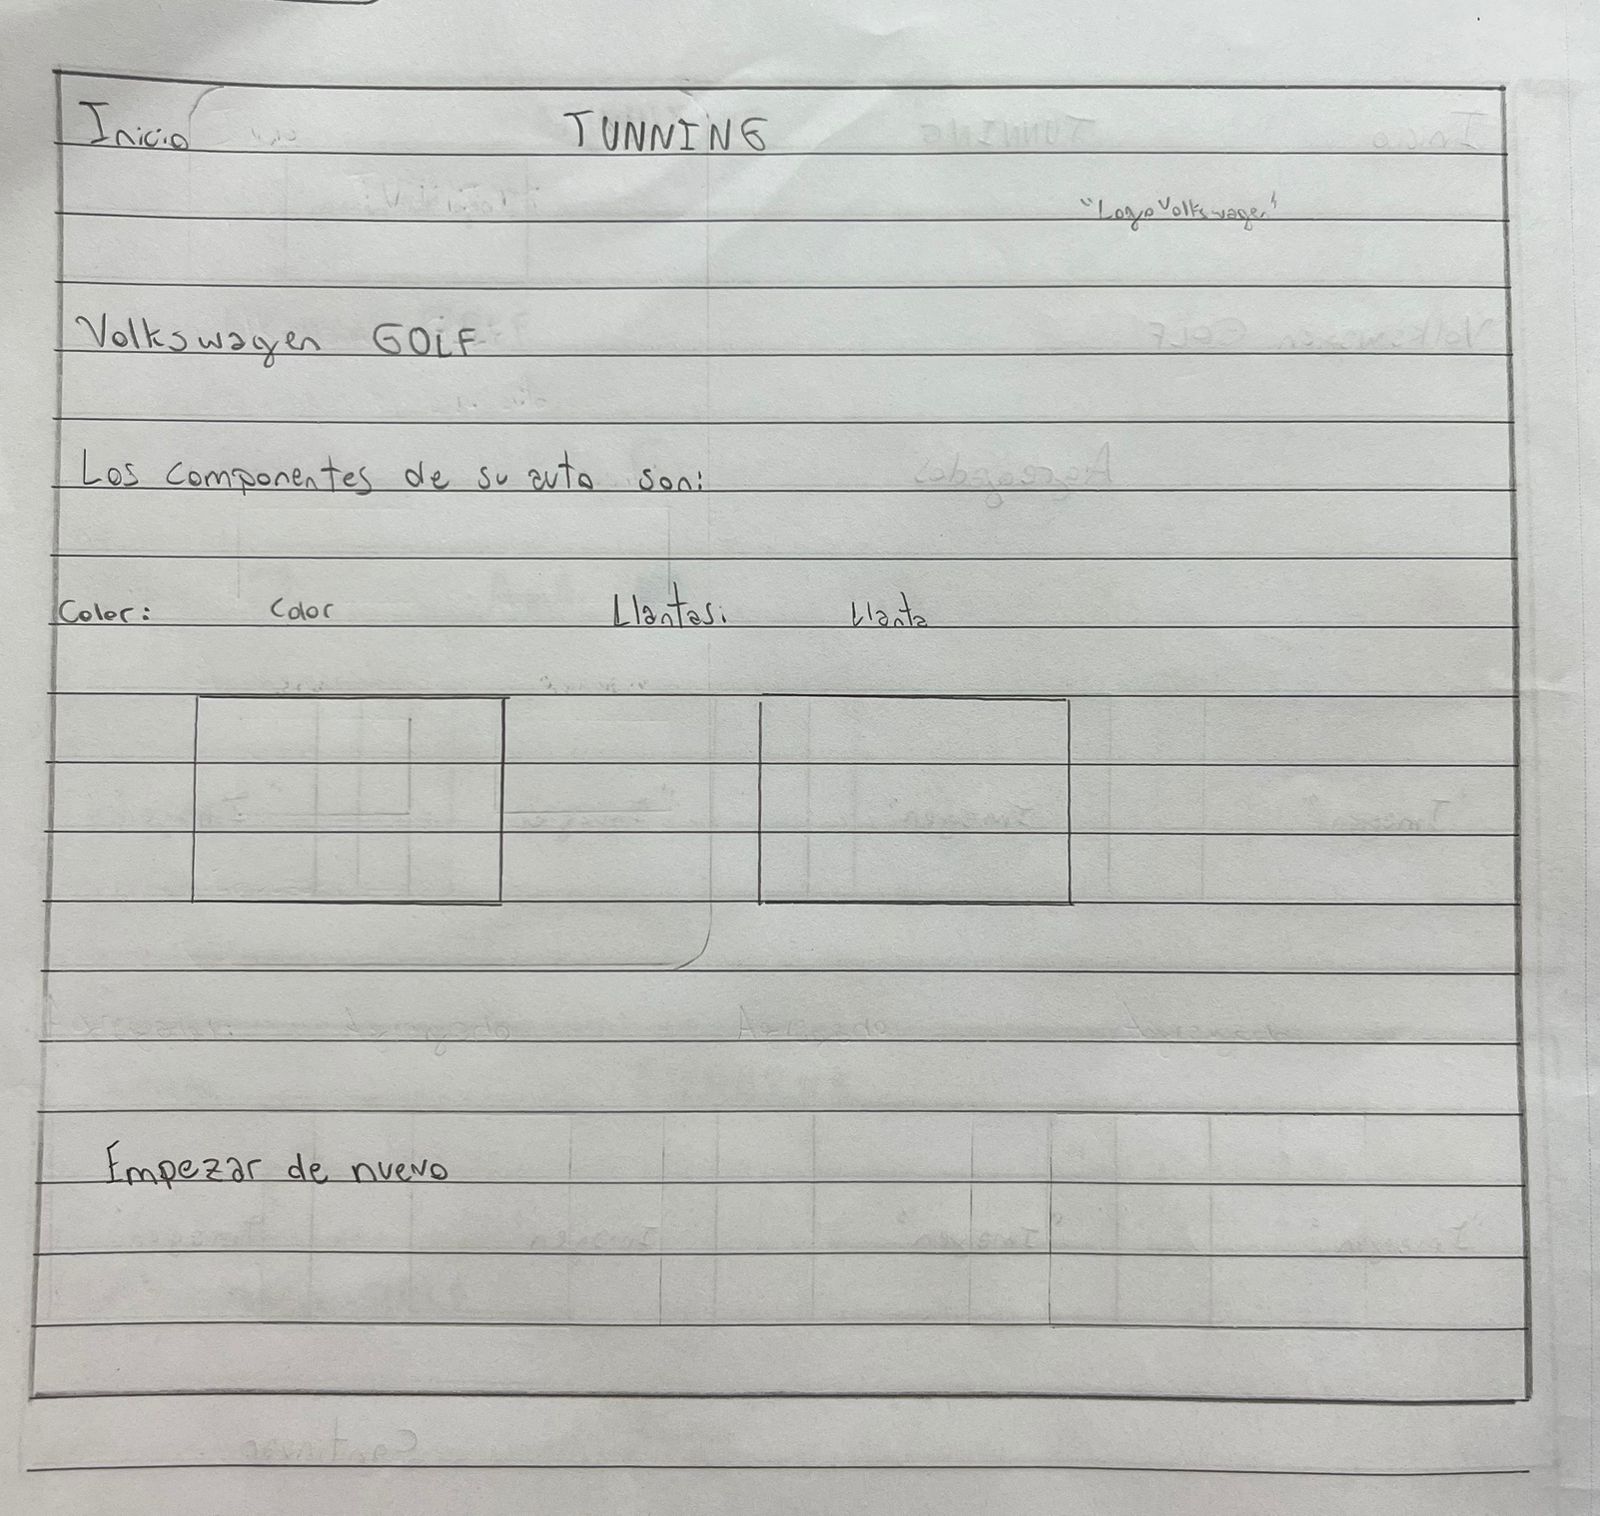 Inicio TUNNING
"Logo Volkswagen"
Volkswagen GOLF
Los componentes de su auto son:
Color: Color Llantas: Llanta
Empezar de nuevo